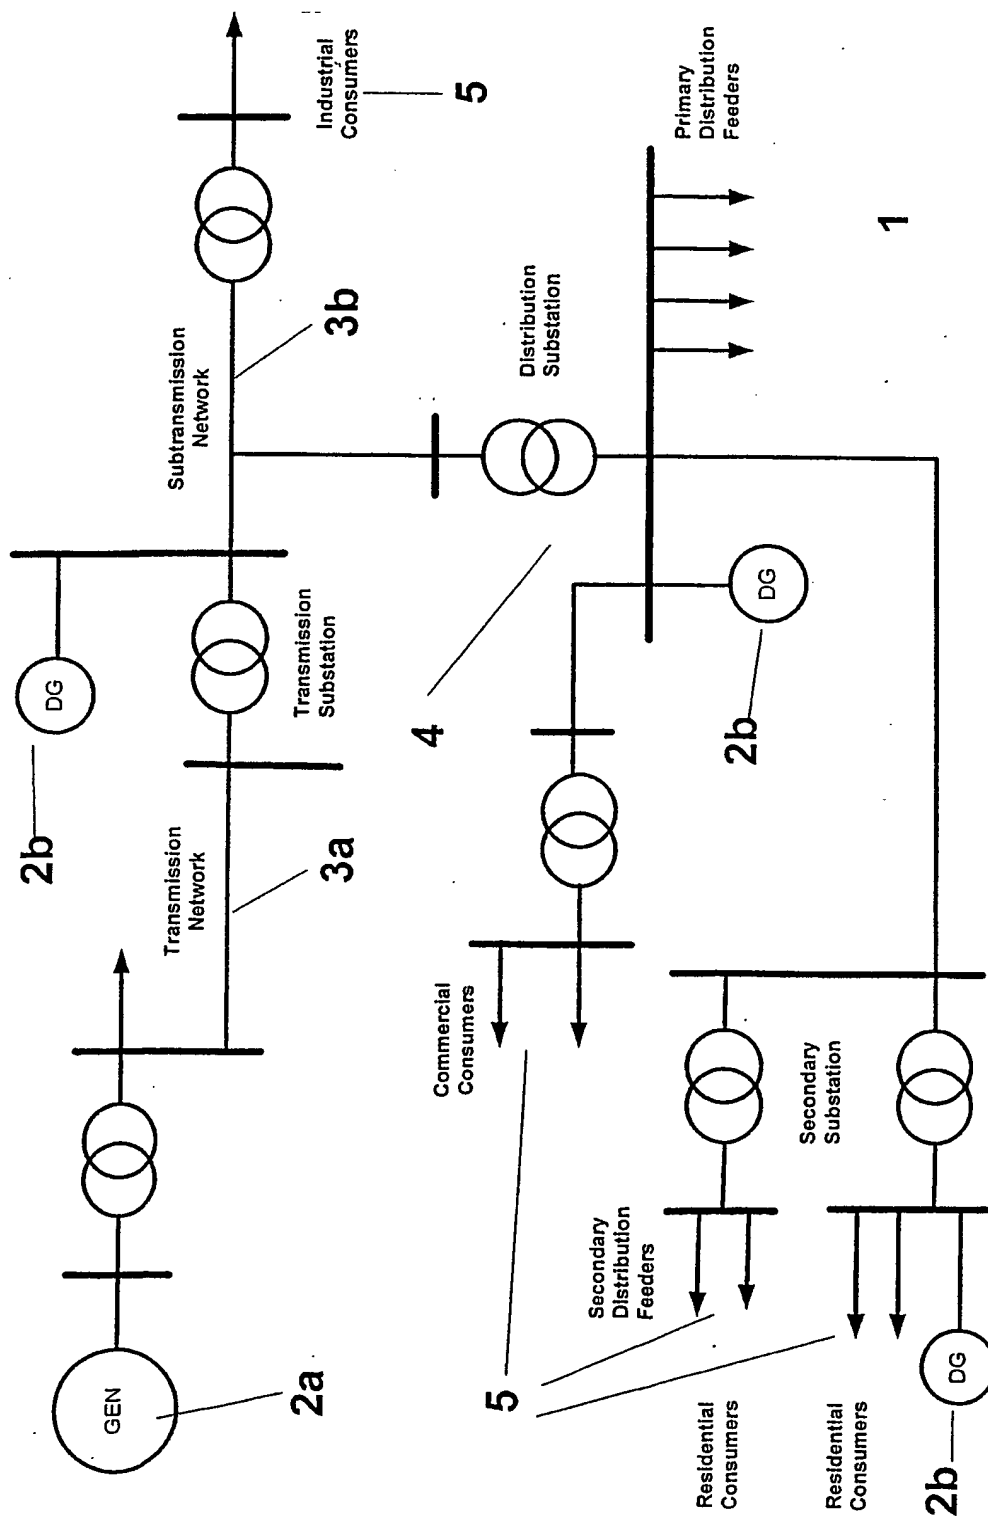 2b
DG
GEN
Transmission
Network
Subtransmission
Network
2a
Transmission
Substation
3a
3b
Industrial
Consumers
5
4
Commercial
Consumers
5
Distribution
Substation
Secondary
Distribution
Feeders
Primary
Distribution
Feeders
2b
DG
Residential
Consumers
Secondary
Substation
Residential
Consumers
1
2b
DG